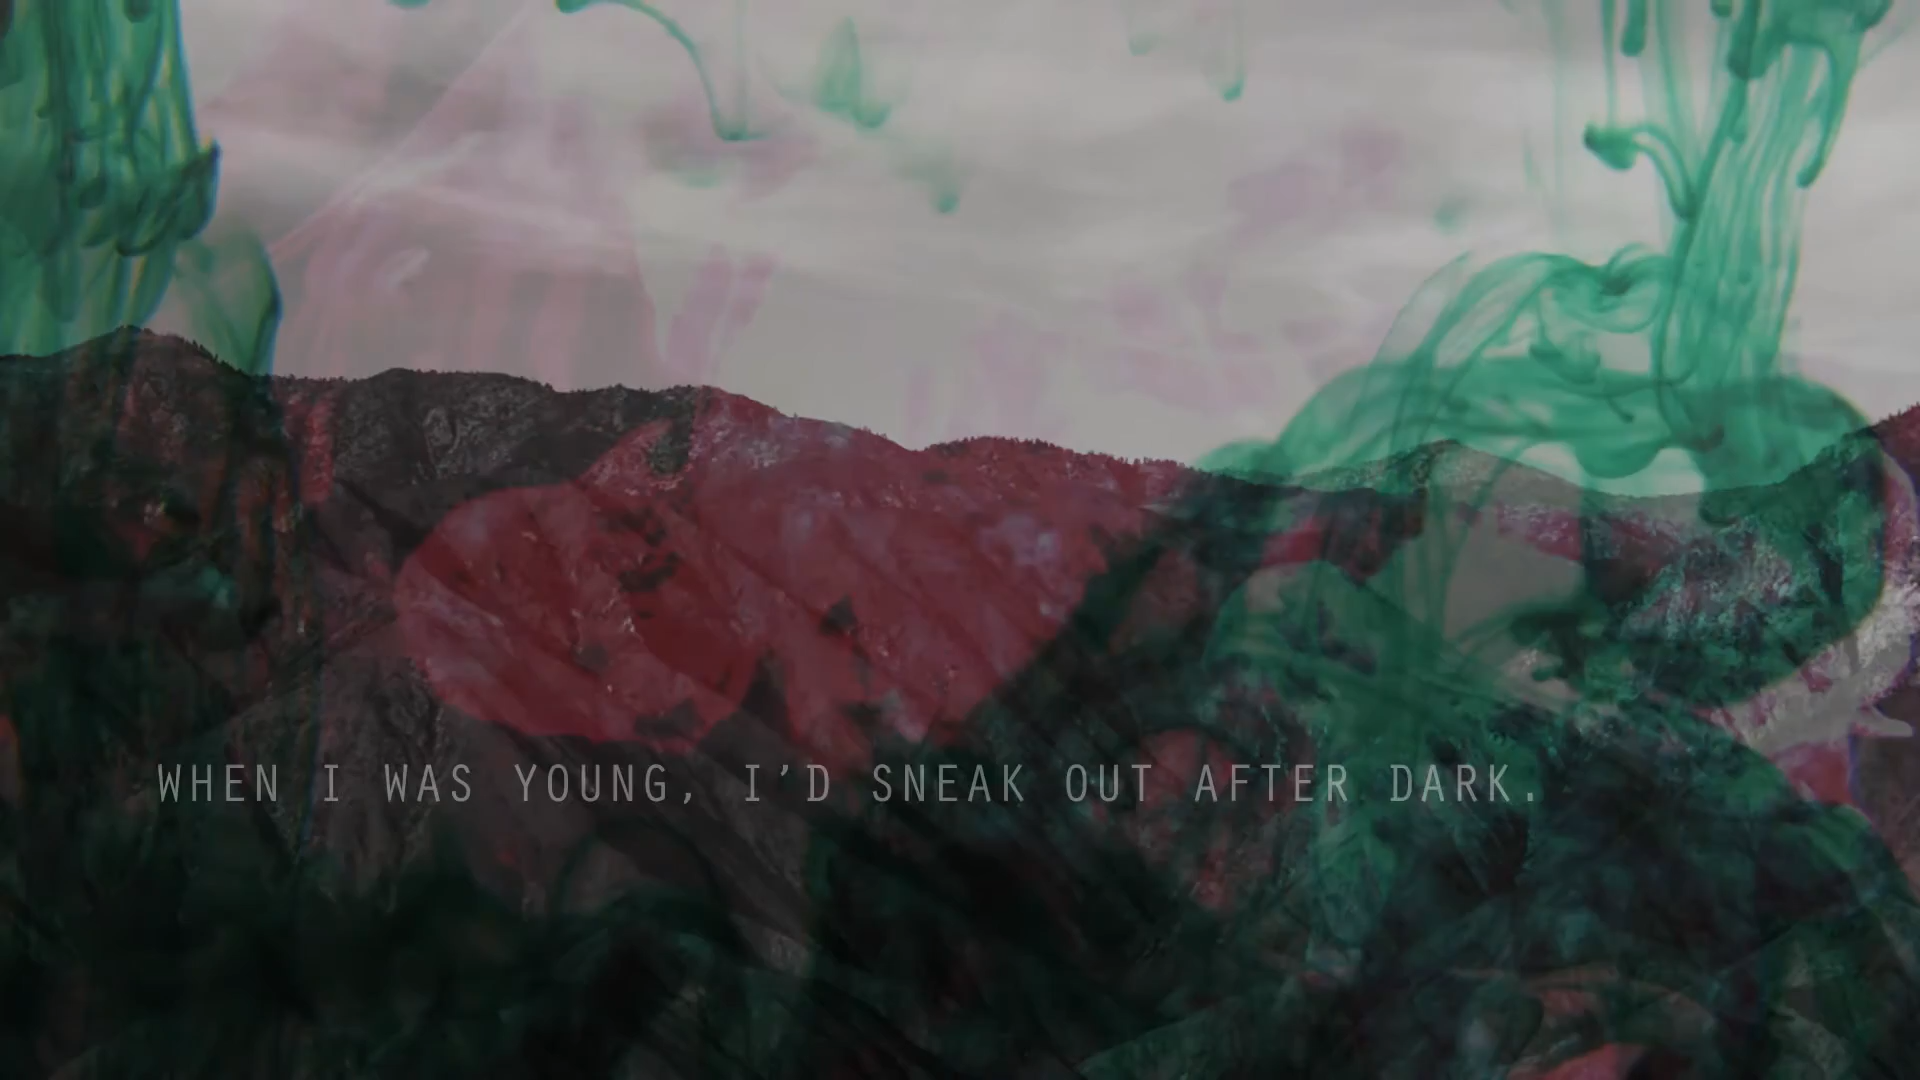 WHEN I WAS YOUNG, I’D SNEAK OUT AFTER DARK.